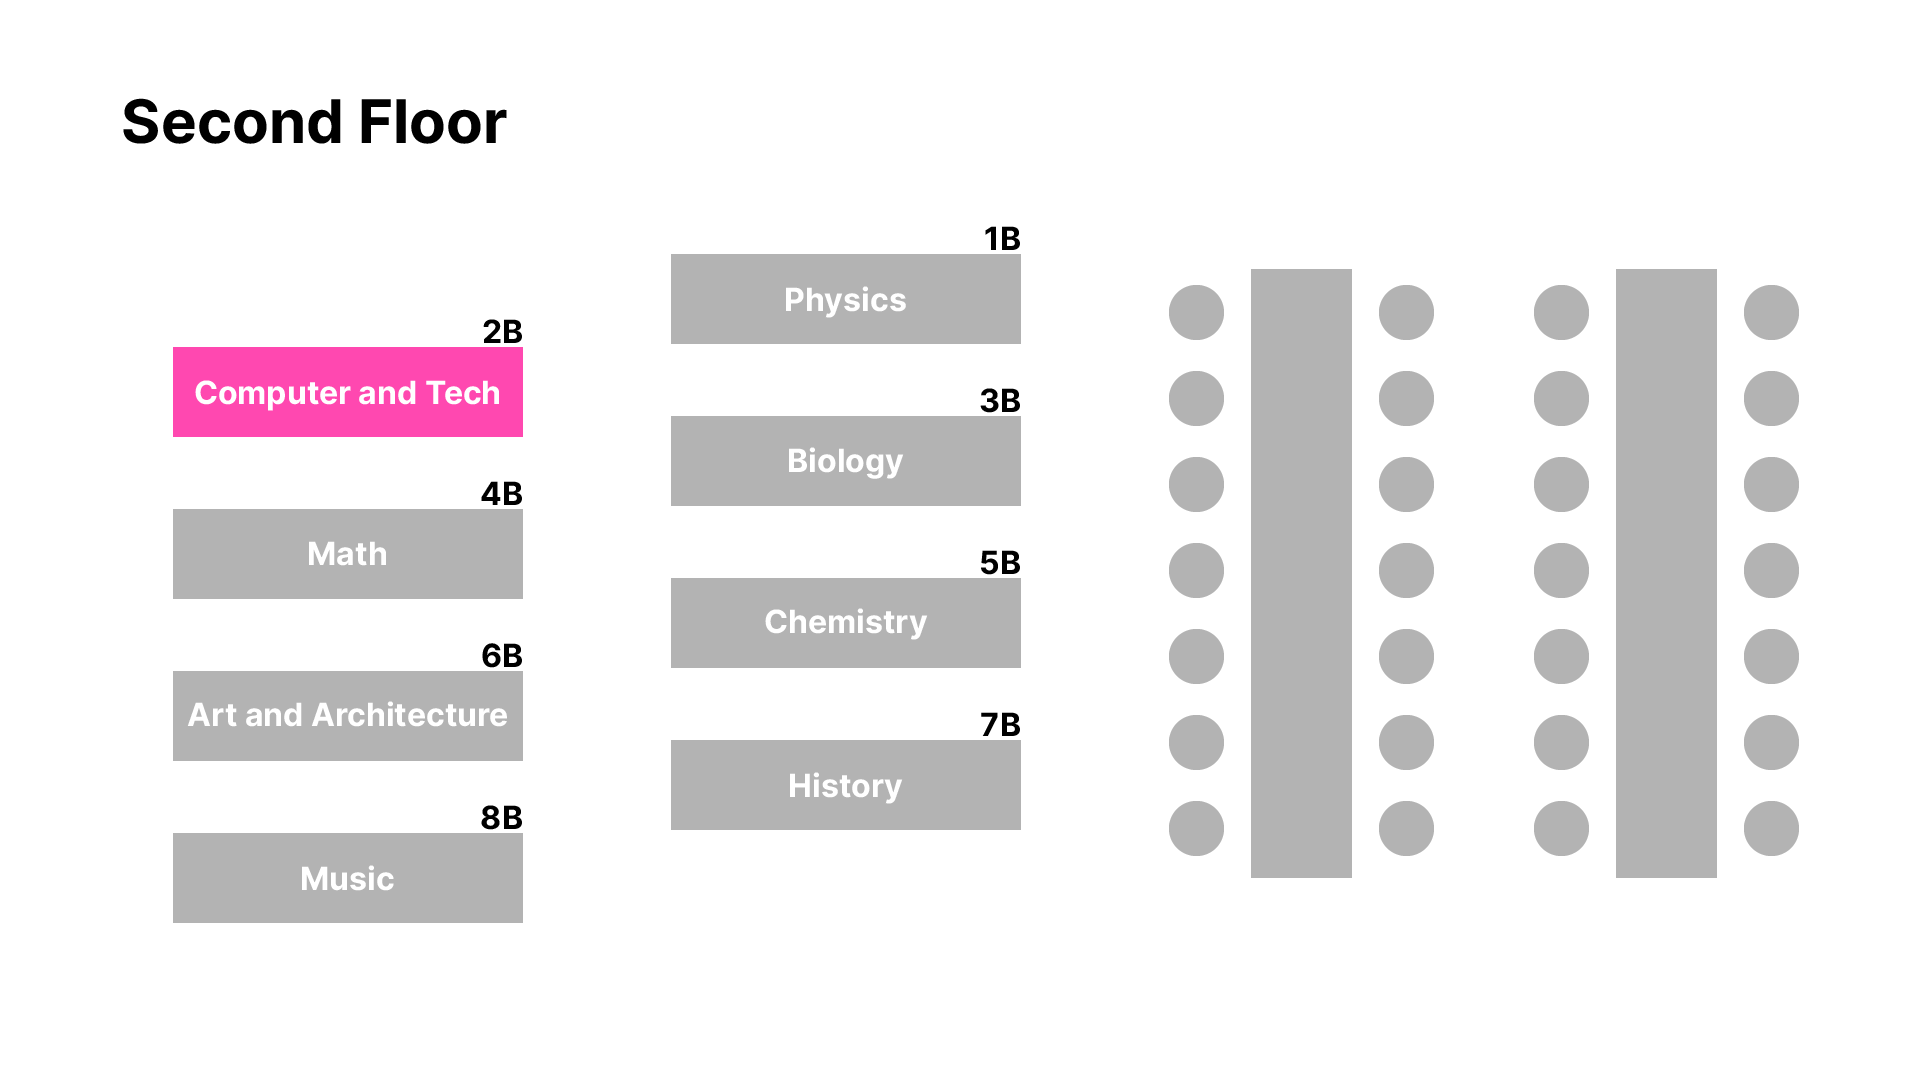 Second Floor
2B
Computer and Tech
4B
Math
6B
Art and Architecture
8B
Music
1B
Physics
3B
Biology
5B
Chemistry
7B
History